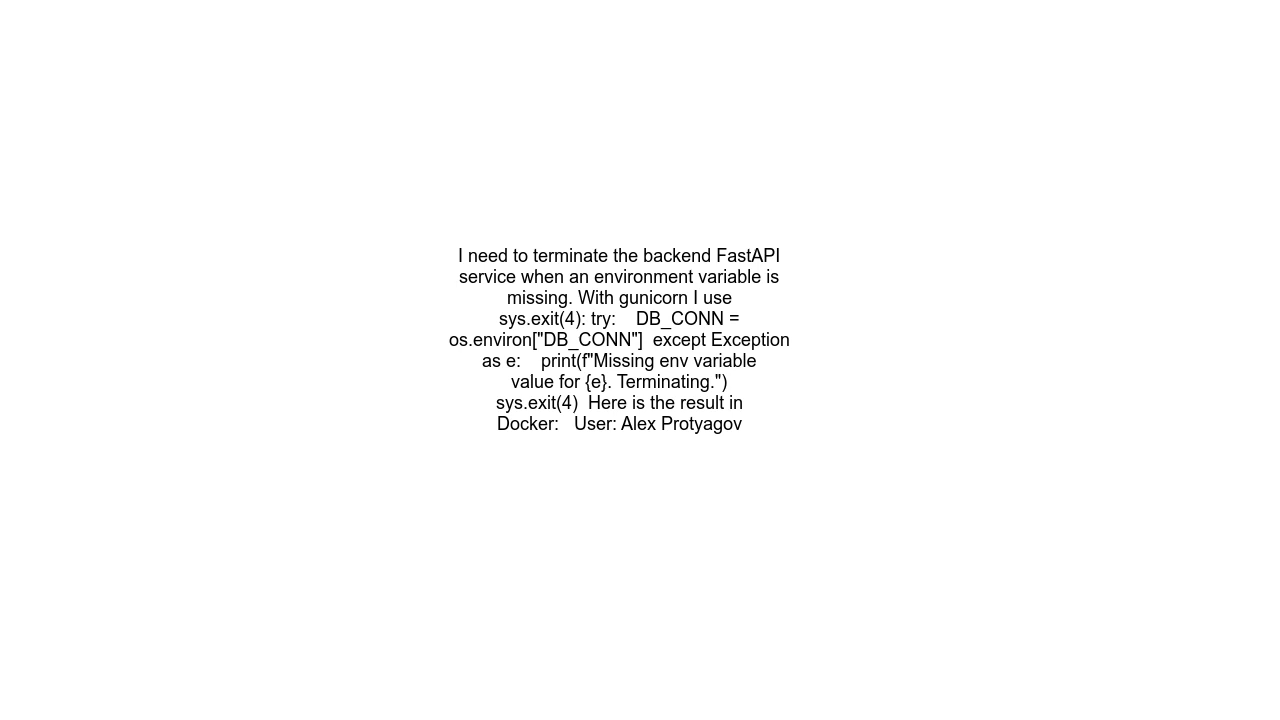 I need to terminate the backend FastAPI
service when an environment variable is
missing. With gunicorn I use
sys.exit(4): try:    DB_CONN =
os.environ["DB_CONN"]  except Exception
as e:    print(f"Missing env variable
value for {e}. Terminating.")
sys.exit(4)  Here is the result in
Docker:   User: Alex Protyagov